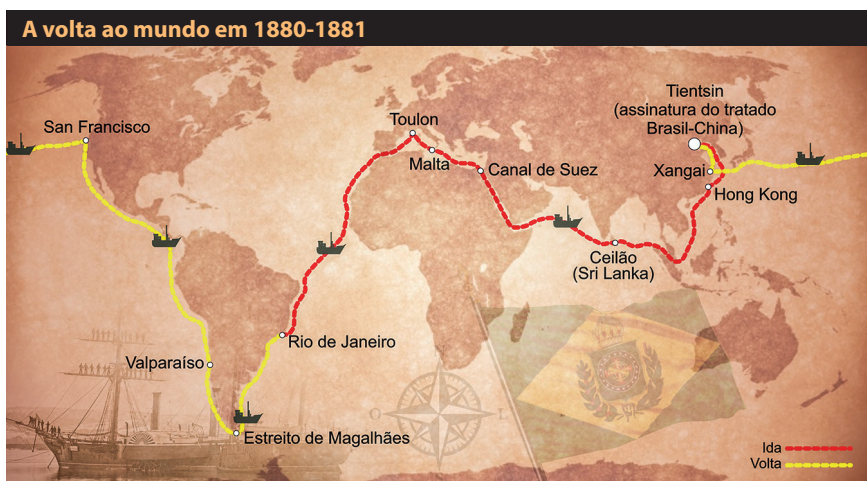 A volta ao mundo em 1880-1881
Tientsin
(assinatura do tratado
Brasil-China)
San Francisco
Toulon
Malta
Canal de Suez
Xangai
Hong Kong
Ceilão
(Sri Lanka)
Rio de Janeiro
Valparaíso
Estreito de Magalhães
O
L
Ida
Volta